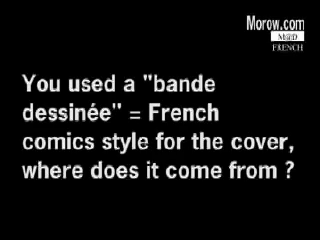 Morow.com
M@D
FRENCH
You used a "bande
dessinée" = French
comics style for the cover,
where does it come from ?